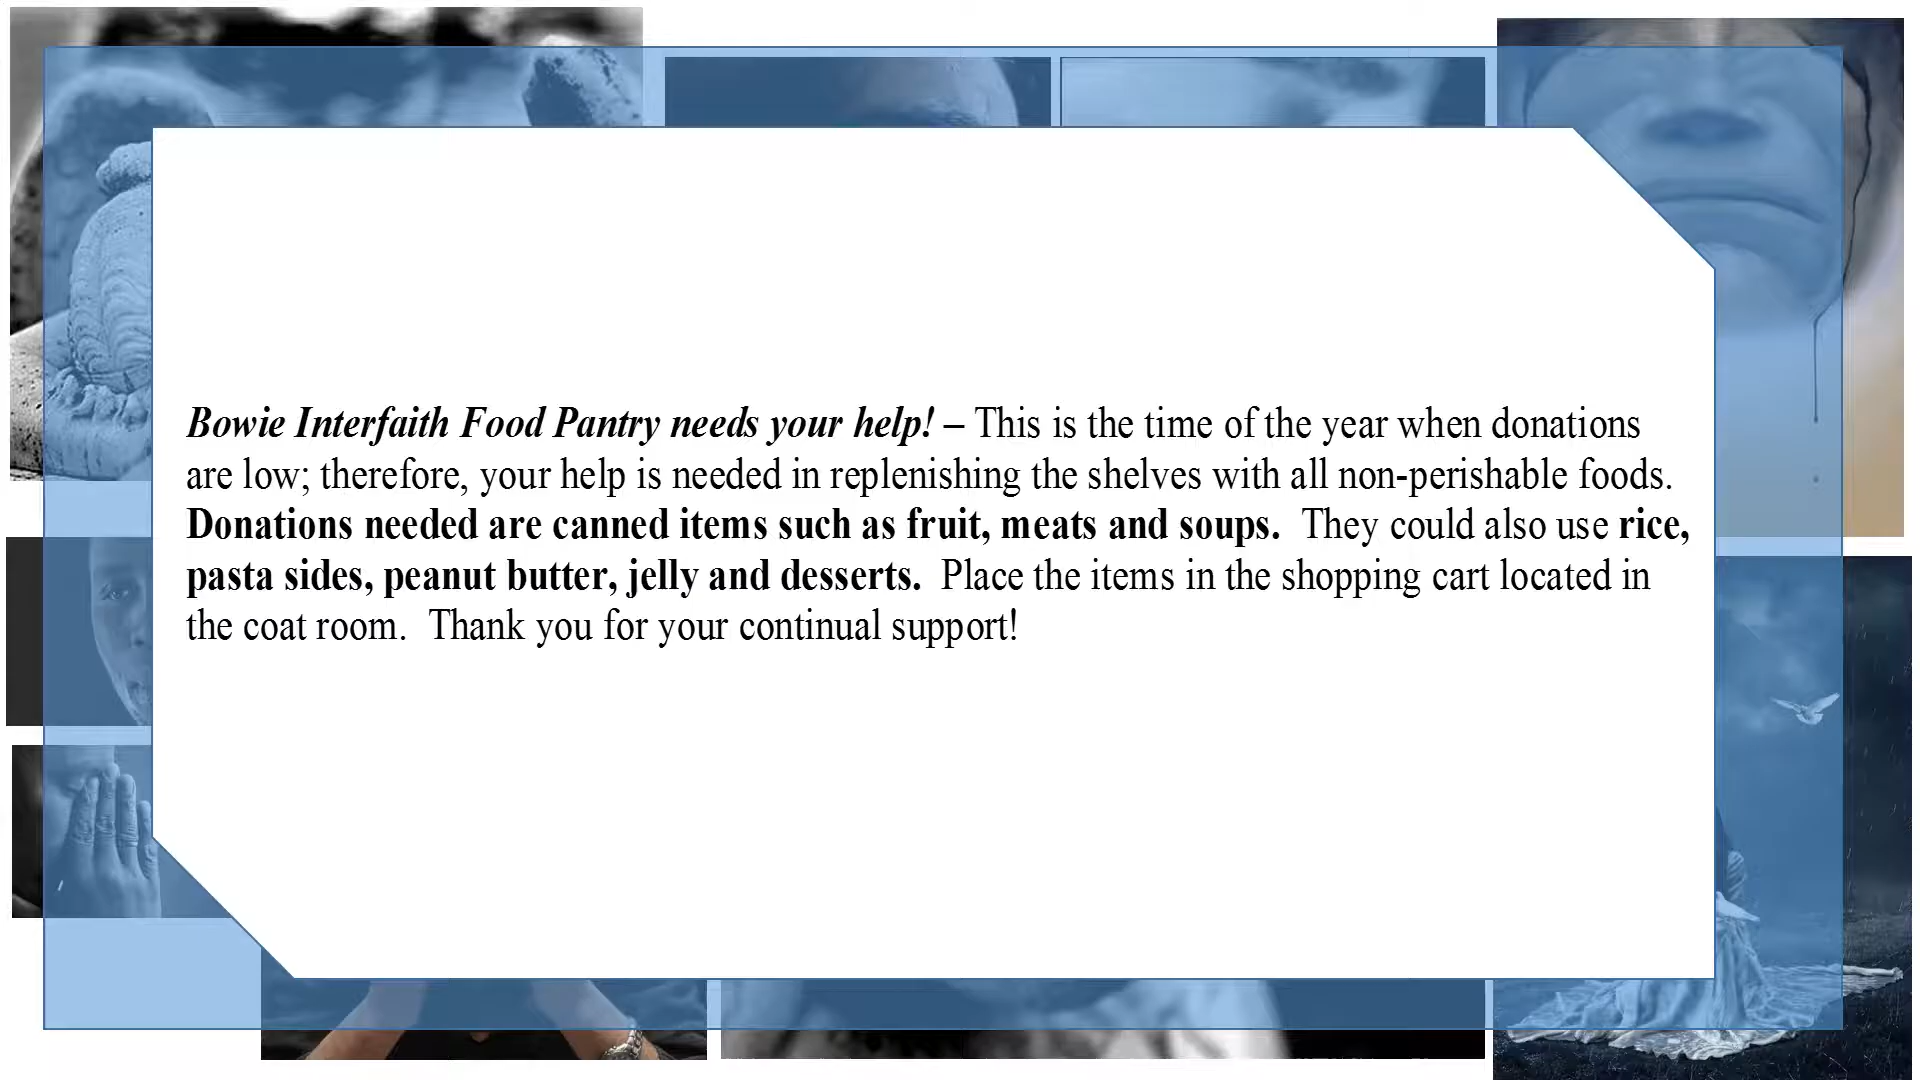 Bowie Interfaith Food Pantry needs your help! – This is the time of the year when donations
are low; therefore, your help is needed in replenishing the shelves with all non-perishable foods.
Donations needed are canned items such as fruit, meats and soups.  They could also use rice,
pasta sides, peanut butter, jelly and desserts.  Place the items in the shopping cart located in
the coat room.  Thank you for your continual support!